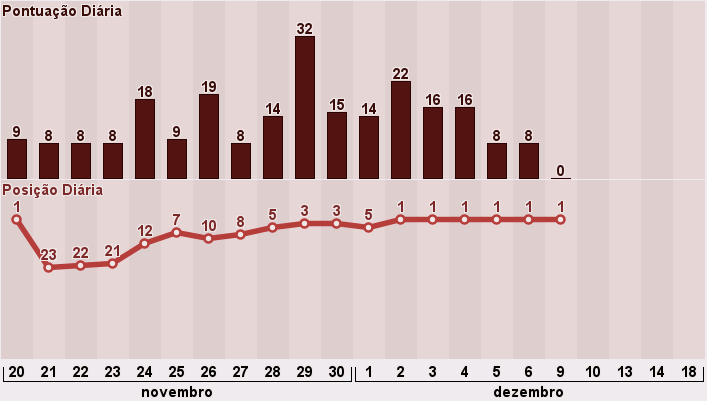 Pontuação Diária
9 8 8 8 18 9 19 8 14 32 15 14 22 16 16 8 8 0
Posição Diária
1 23 22 21 12 7 10 8 5 3 3 5 1 1 1 1 1 1
20 21 22 23 24 25 26 27 28 29 30 1 2 3 4 5 6 9 10 13 14 18
novembro dezembro